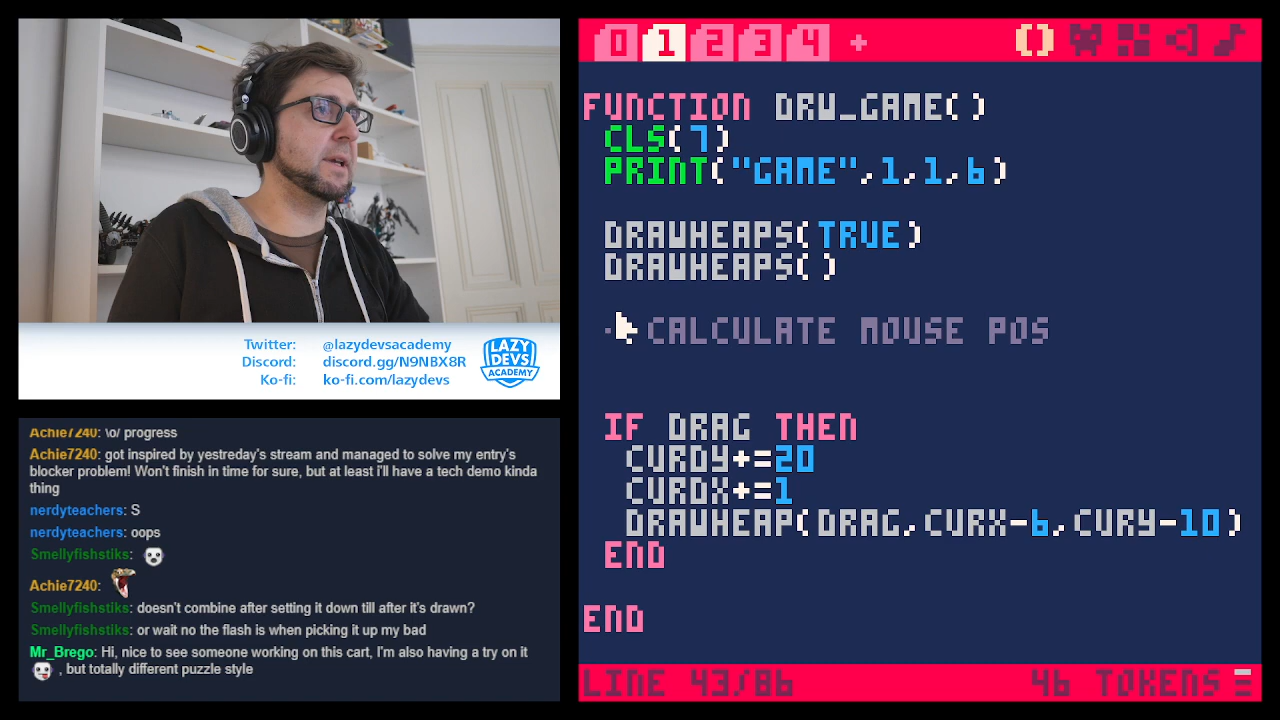 Twitter: @lazydevsacademy
Discord: discord.gg/N9NBX8R
Ko-fi: ko-fi.com/lazydevs
LAZY
DEVS
ACADEMY
Achie7240: \o/ progress
Achie7240: got inspired by yestreday's stream and managed to solve my entry's
blocker problem! Won't finish in time for sure, but at least i'll have a tech demo kinda
thing
nerdyteachers: S
nerdyteachers: oops
Smellyfishstiks:
Achie7240:
Smellyfishstiks: doesn't combine after setting it down till after it's drawn?
Smellyfishstiks: or wait no the flash is when picking it up my bad
Mr_Brego: Hi, nice to see someone working on this cart, I'm also having a try on it
, but totally different puzzle style
0 1 2 3 4 +
FUNCTION DRW_GAME()
CLS(7)
PRINT("GAME",1,1,6)
DRAWHEAPS(TRUE)
DRAWHEAPS()
CALCULATE MOUSE POS
IF DRAG THEN
CURDY+=20
CURDX+=1
DRAWHEAP(DRAG,CURX-6,CURY-10)
END
END
LINE 43/86 46 TOKENS